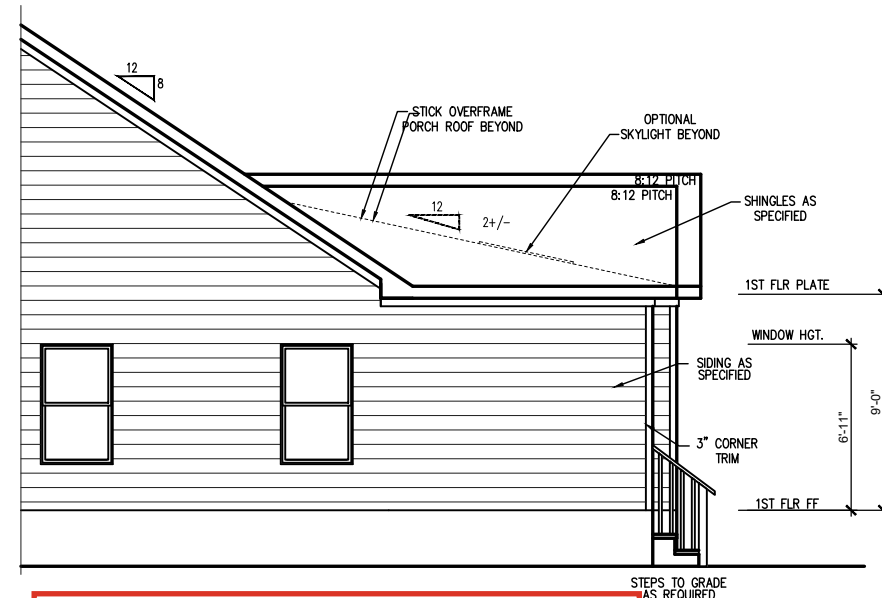 12
8
STICK OVERFRAME
PORCH ROOF BEYOND
OPTIONAL
SKYLIGHT BEYOND
8:12 PITCH
8:12 PITCH
12
2+/-
SHINGLES AS
SPECIFIED
1ST FLR PLATE
WINDOW HGT.
SIDING AS
SPECIFIED
6'-11"
9'-0"
3" CORNER
TRIM
1ST FLR FF
STEPS TO GRADE
AS REQUIRED